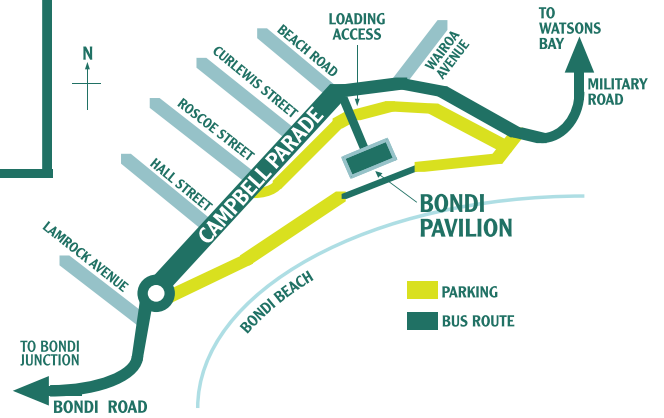 TO
WATSONS
BAY
LOADING
ACCESS
N
BEACH ROAD
WAIROA
AVENUE
CURLEWIS STREET
MILITARY
ROAD
ROSCOE STREET
CAMPBELL PARADE
HALL STREET
BONDI
PAVILION
LAMROCK AVENUE
BONDI BEACH
PARKING
BUS ROUTE
TO BONDI
JUNCTION
BONDI ROAD